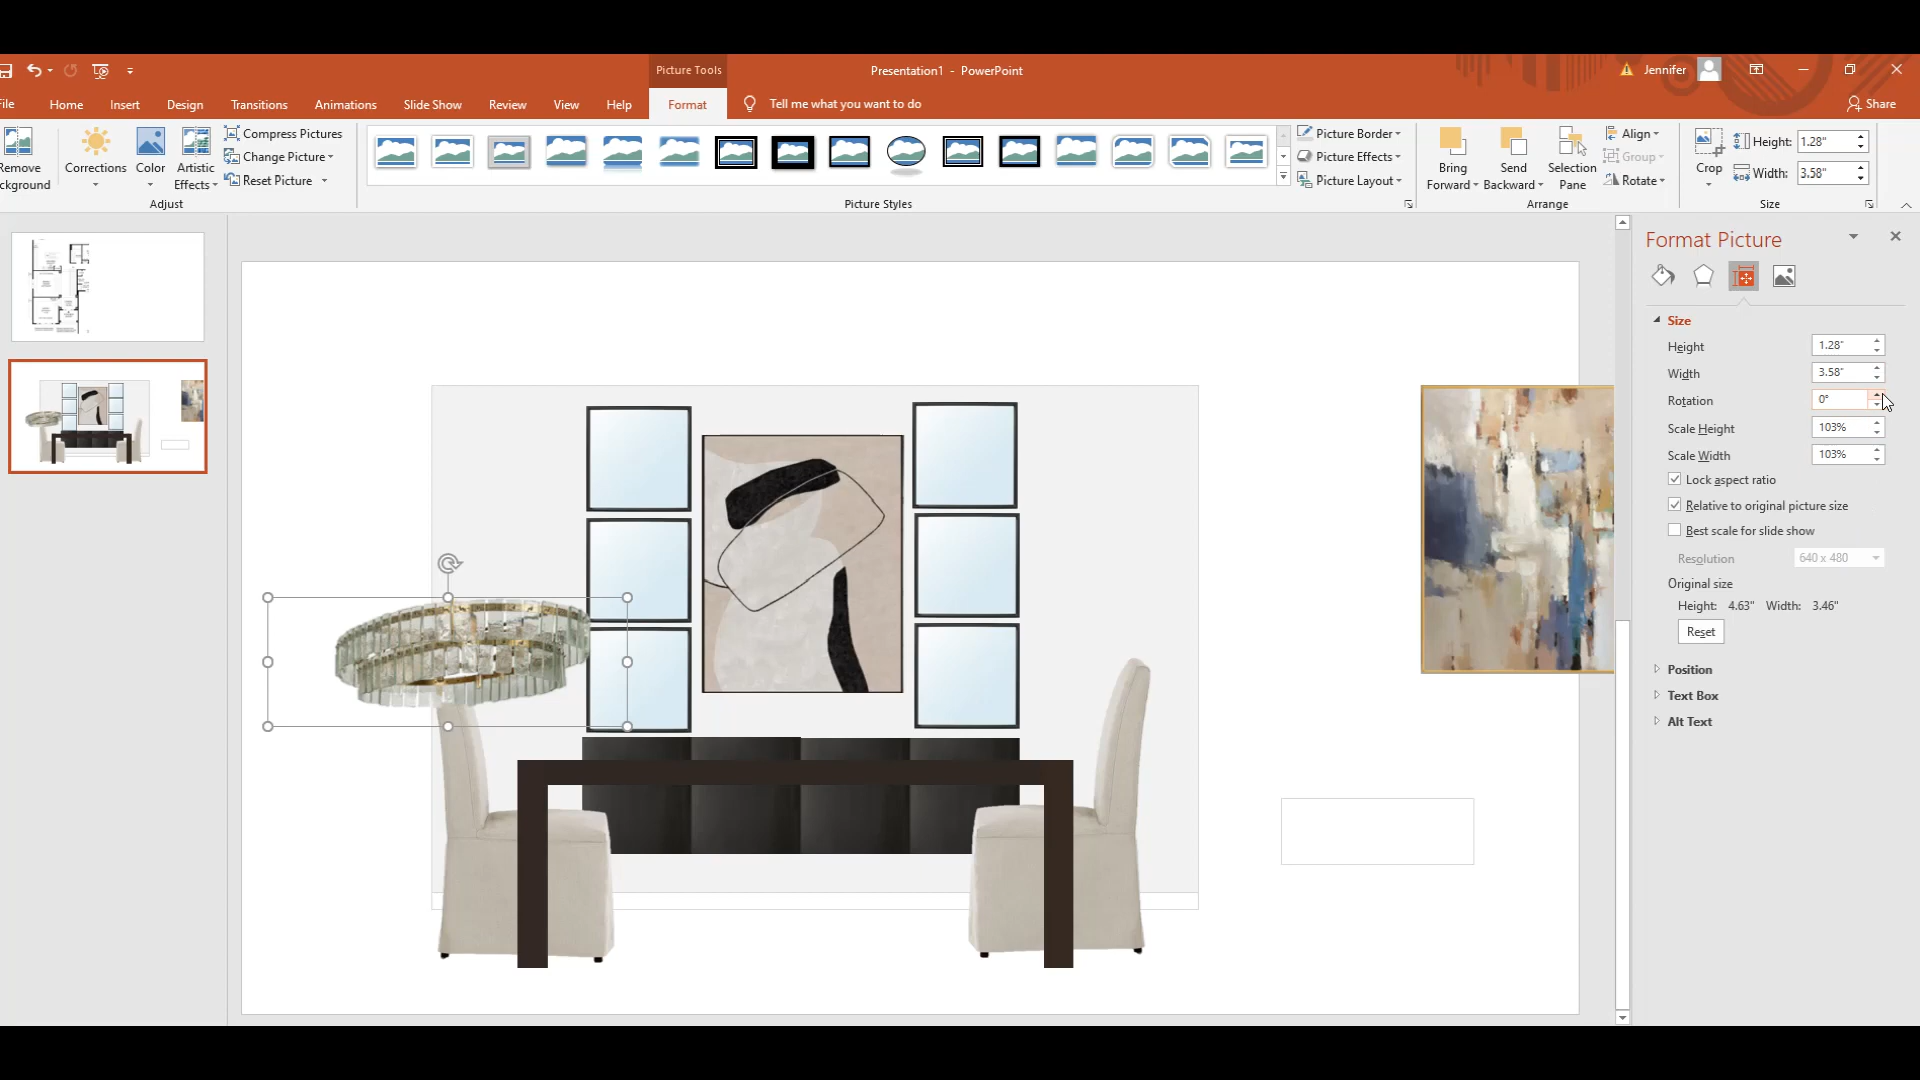 Picture Tools
Presentation1 - PowerPoint
Jennifer
File Home Insert Design Transitions Animations Slide Show Review View Help Format Tell me what you want to do Share
Remove
ckground
Corrections
Color
Artistic
Effects
Compress Pictures
Change Picture
Reset Picture
Adjust
Picture Styles
Picture Border
Picture Effects
Picture Layout
Bring
Forward
Send
Backward
Selection
Pane
Align
Group
Rotate
Arrange
Crop
Height: 1.28"
Width: 3.58"
Size
Format Picture
Size
Height 1.28"
Width 3.58"
Rotation 0°
Scale Height 103%
Scale Width 103%
Lock aspect ratio
Relative to original picture size
Best scale for slide show
Resolution 640 x 480
Original size
Height: 4.63" Width: 3.46"
Reset
Position
Text Box
Alt Text